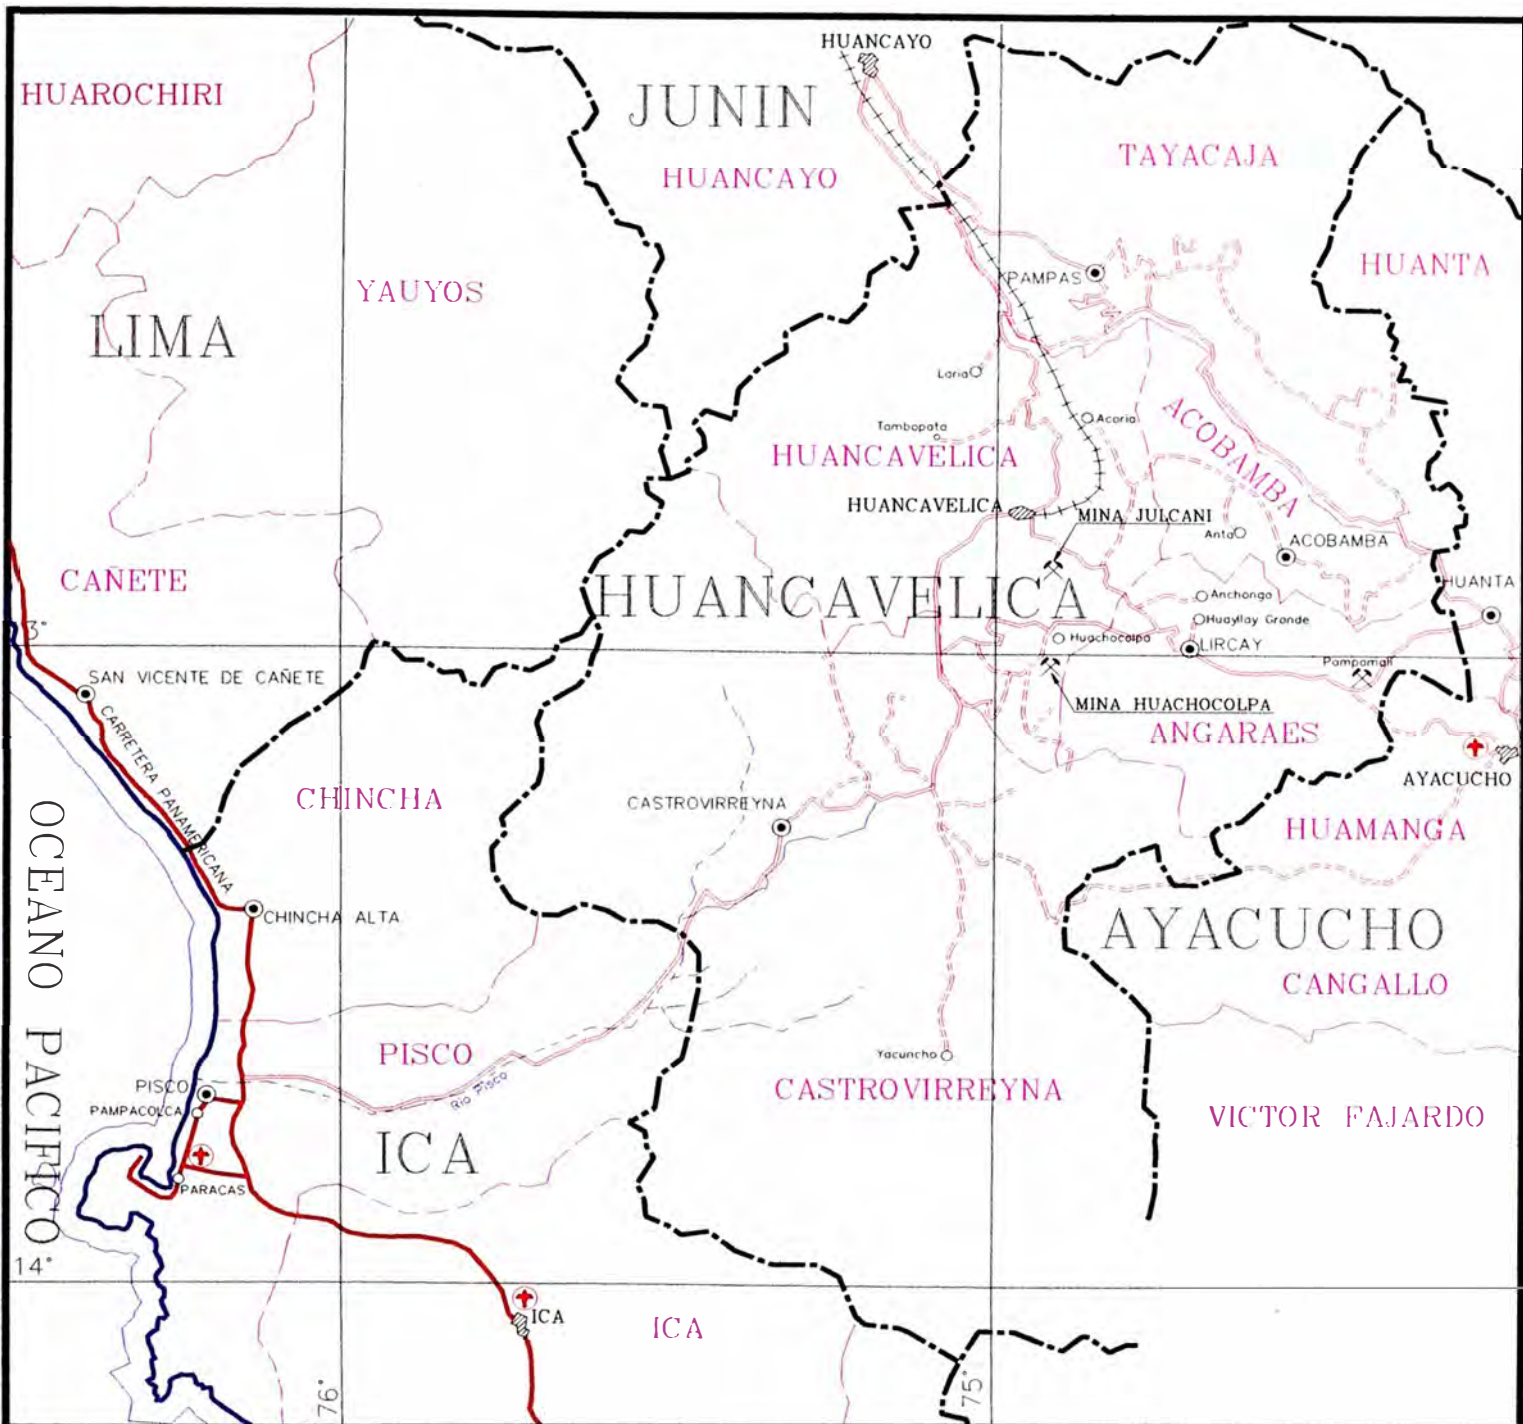 HUANCAYO
HUAROCHIRI
JUNIN
HUANCAYO
TAYACAJA
HUANTA
YAUYOS
PAMPAS
LIMA
Laria
ACOBAMBA
Acoria
Tambopata
HUANCAVELICA
HUANCAVELICA
MINA JULCANI
Anta
ACOBAMBA
CAÑETE
HUANCAVELICA
HUANTA
Anchonga
Huayllay Grande
3°
Huachocolpa
LIRCAY
SAN VICENTE DE CAÑETE
Pampamali
MINA HUACHOCOLPA
CARRETERA PANAMERICANA
ANGARAES
AYACUCHO
CHINCHA
CASTROVIRREYNA
HUAMANGA
OCEANO PACIFICO
CHINCHA ALTA
AYACUCHO
CANGALLO
PISCO
Yacuncho
PISCO
RIO PISCO
CASTROVIRREYNA
PAMPACOLCA
VICTOR FAJARDO
ICA
PARACAS
14°
ICA
ICA
76°
75°